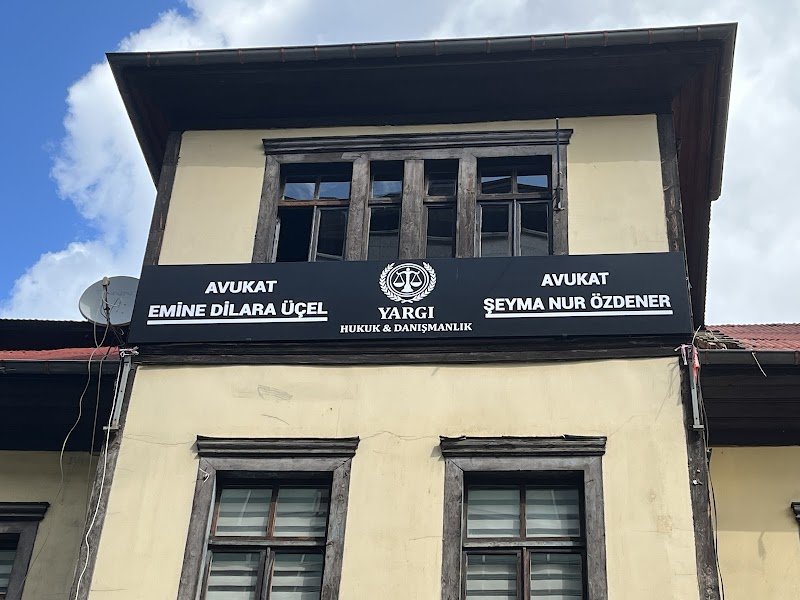 AVUKAT
EMİNE DİLARA ÜÇEL
YARGI
HUKUK & DANIŞMANLIK
AVUKAT
ŞEYMA NUR ÖZDENER